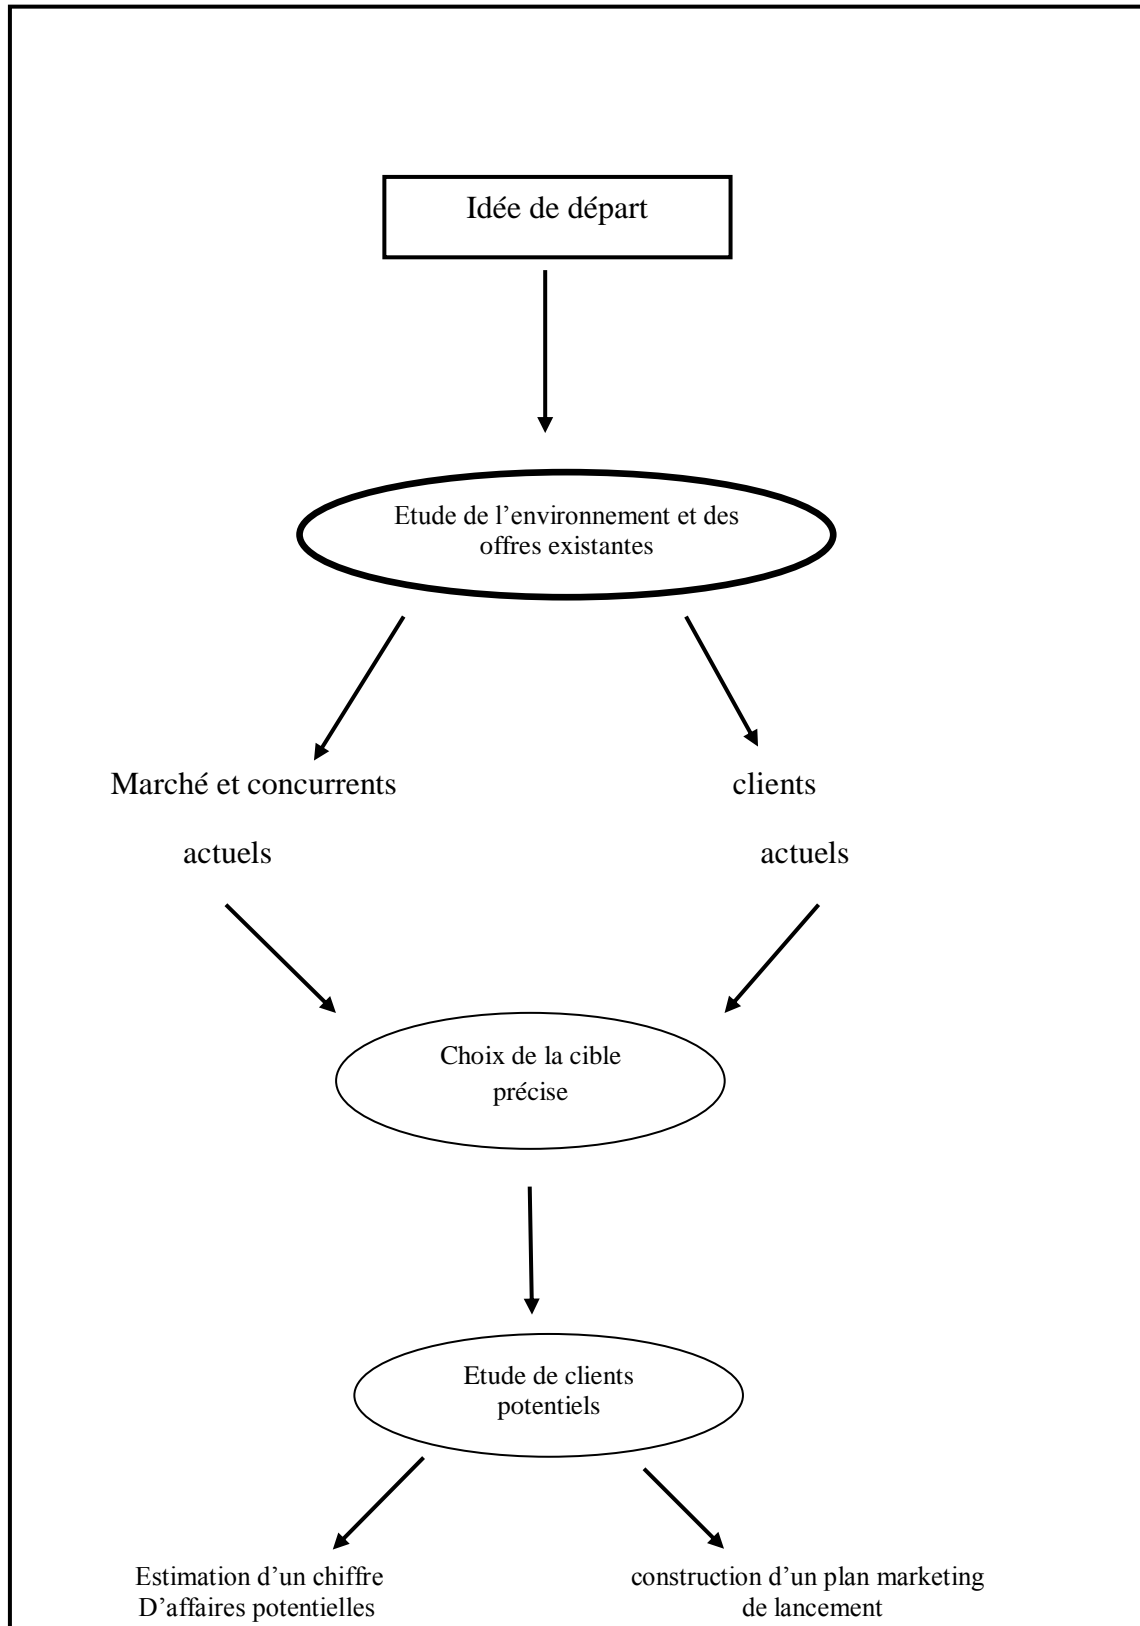 Idée de départ
Etude de l’environnement et des
offres existantes
Marché et concurrents
actuels
clients
actuels
Choix de la cible
précise
Etude de clients
potentiels
Estimation d’un chiffre
D’affaires potentielles
construction d’un plan marketing
de lancement